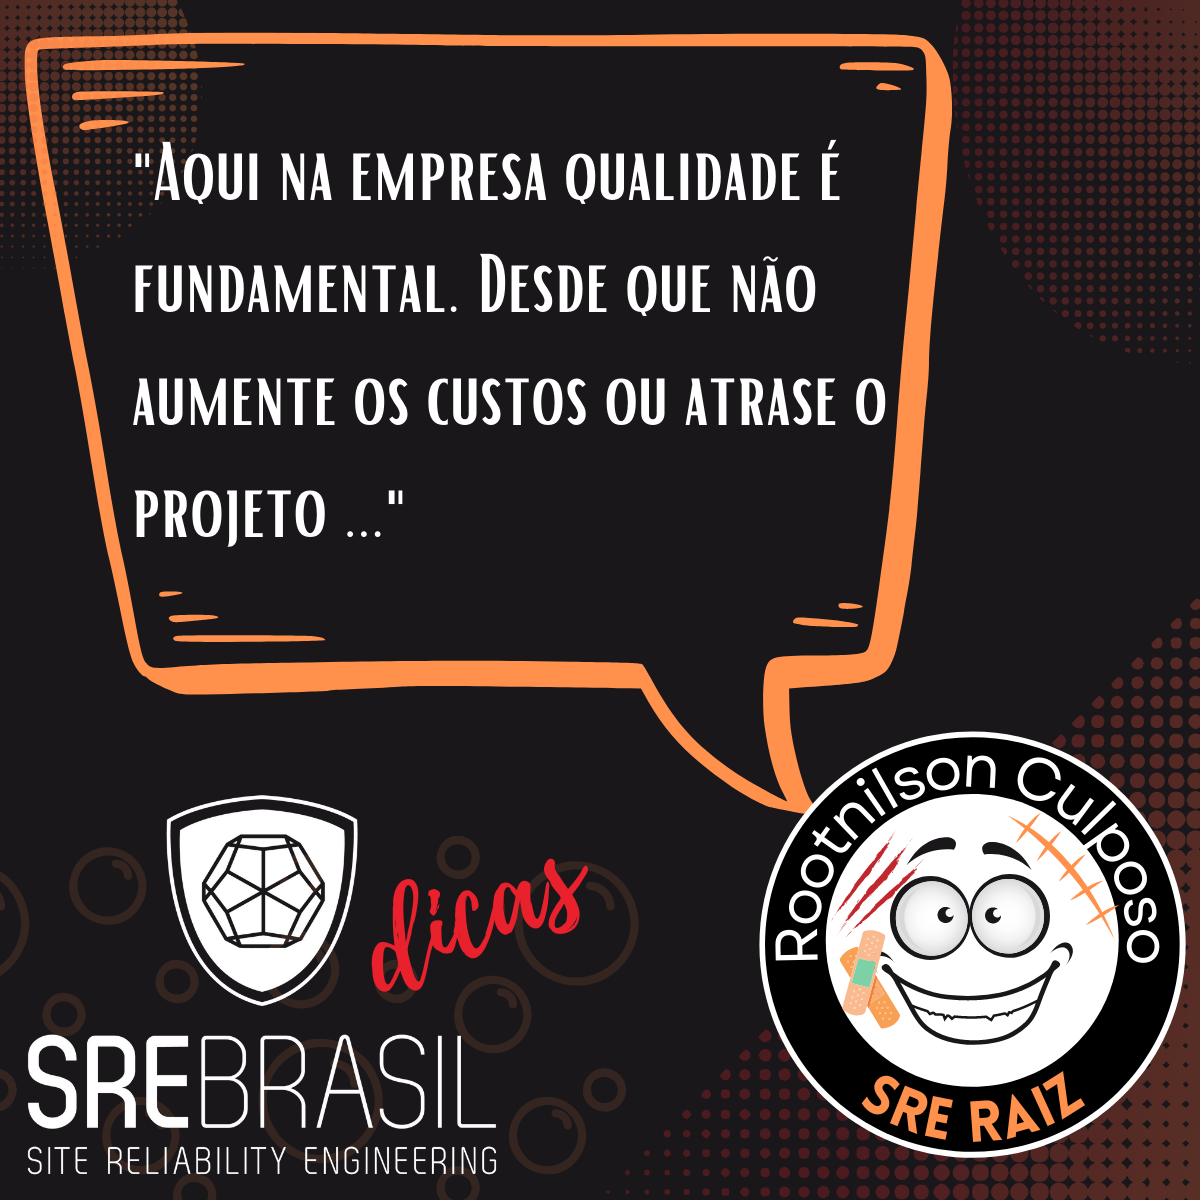 "Aqui na empresa qualidade é
fundamental. Desde que não
aumente os custos ou atrase o
projeto ..."
dicas
SREBRASIL
SITE RELIABILITY ENGINEERING
Rootnilson Culposo
SRE RAIZ